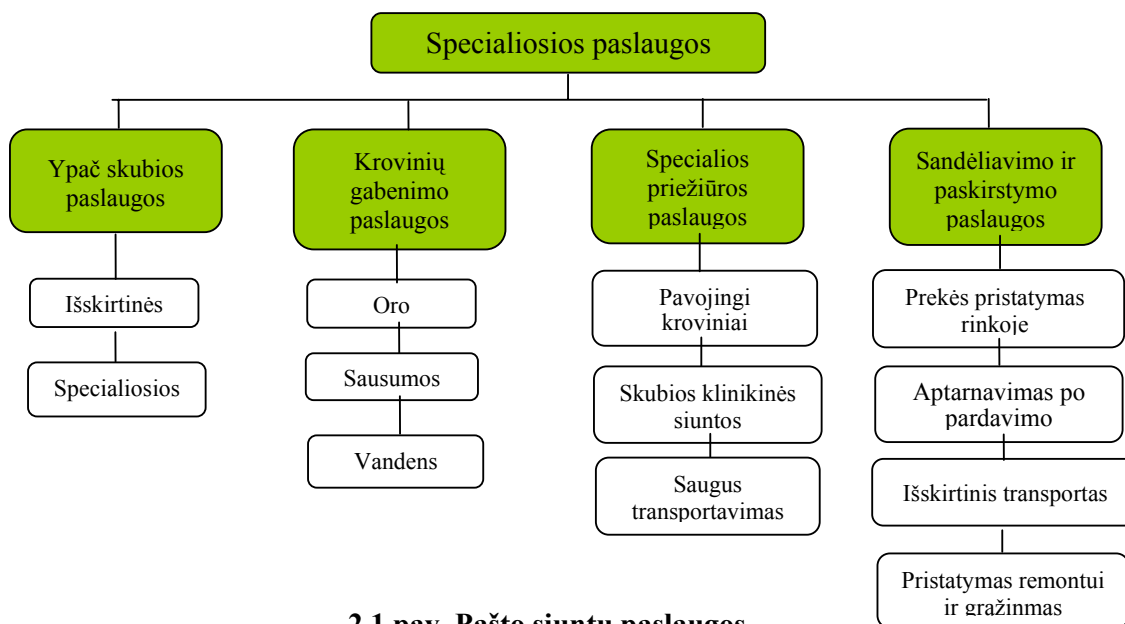 Specialiosios paslaugos
Ypač skubios
paslaugos
Išskirtinės
Specialiosios
Krovinių
gabenimo
paslaugos
Oro
Sausumos
Vandens
Specialios
priežiūros
paslaugos
Pavojingi
kroviniai
Skubios klinikinės
siuntos
Saugus
transportavimas
Sandėliavimo ir
paskirstymo
paslaugos
Prekės pristatymas
rinkoje
Aptarnavimas po
pardavimo
Išskirtinis transportas
Pristatymas remontui
ir grąžinmas
2.1 pav. Pašto siuntų paslaugos